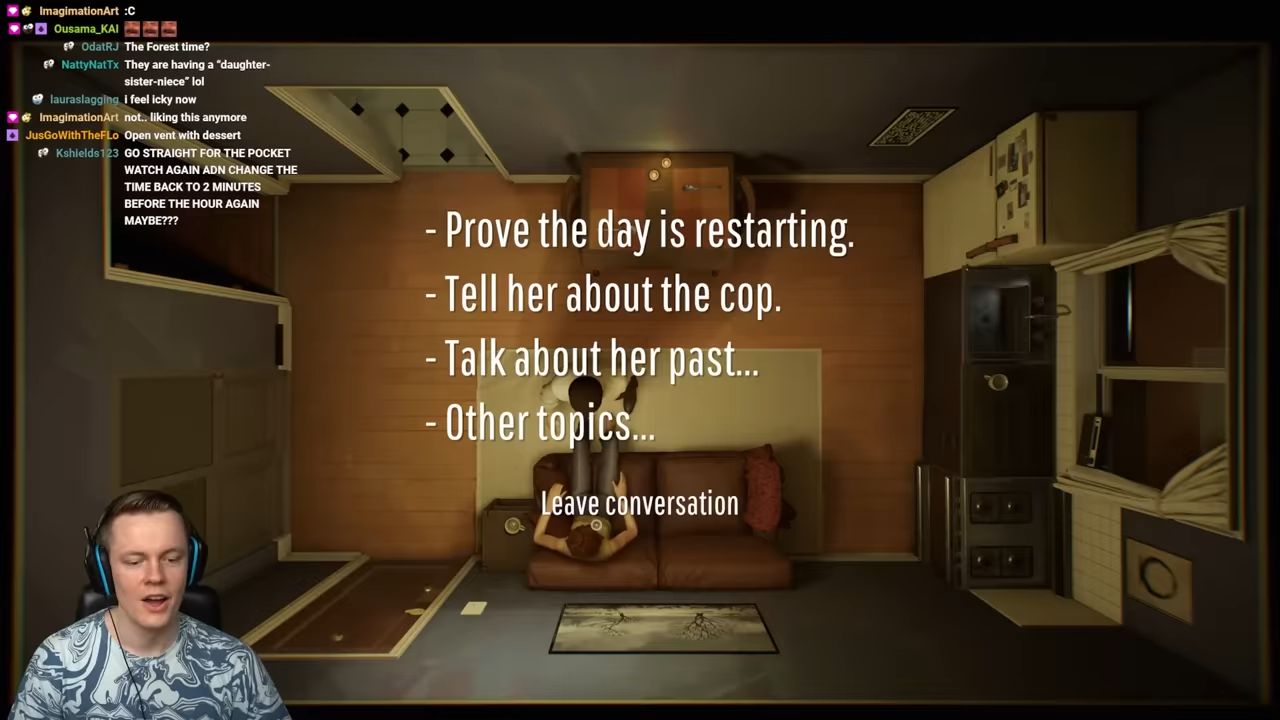 ImagimationArt :C
Ousama_KAI
OdatRJ The Forest time?
NattyNatTx They are having a "daughter-
sister-niece" lol
lauraslagging i feel icky now
ImagimationArt not.. liking this anymore
JusGoWithTheFLo Open vent with dessert
Kshields123 GO STRAIGHT FOR THE POCKET
WATCH AGAIN ADN CHANGE THE
TIME BACK TO 2 MINUTES
BEFORE THE HOUR AGAIN
MAYBE???
- Prove the day is restarting.
- Tell her about the cop.
- Talk about her past...
- Other topics...
Leave conversation